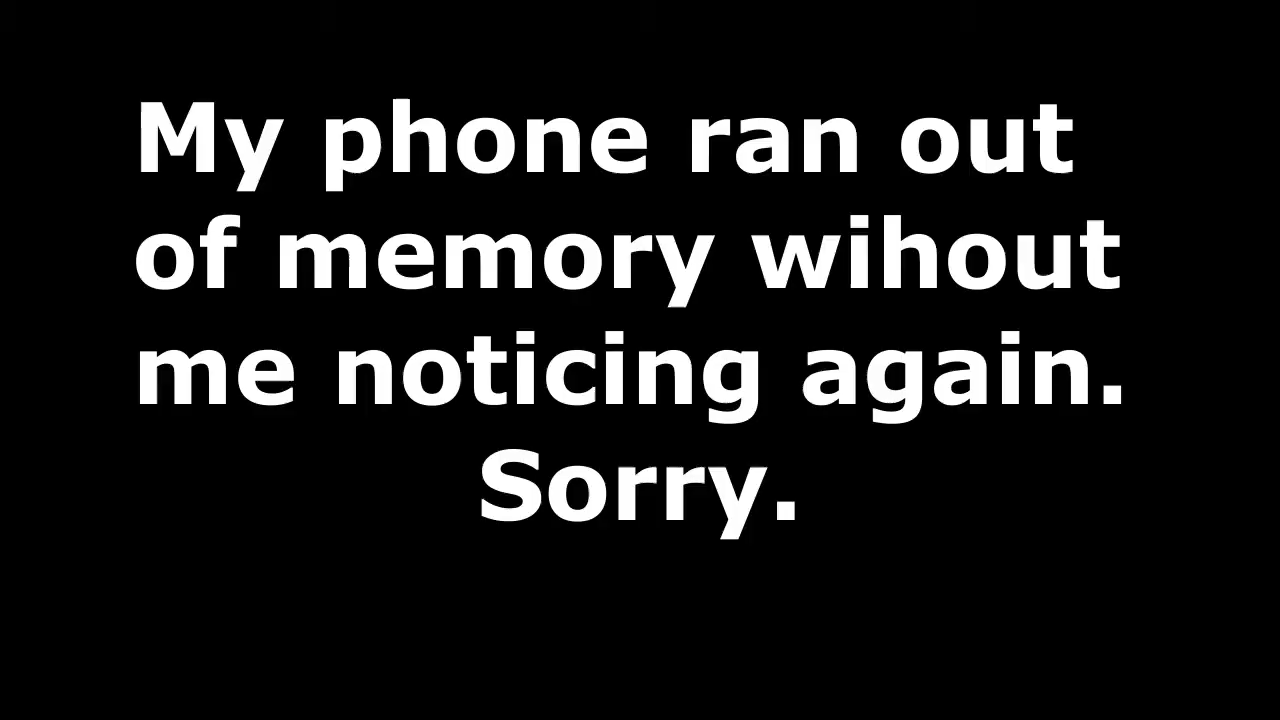 My phone ran out
of memory wihout
me noticing again.
Sorry.